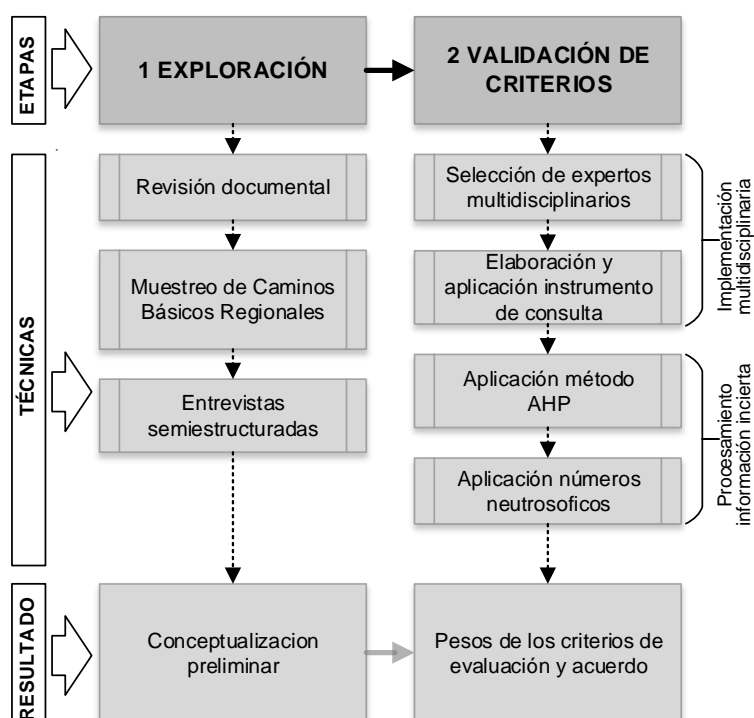 ETAPAS
1 EXPLORACIÓN
2 VALIDACIÓN DE
CRITERIOS
TÉCNICAS
Revisión documental
Muestreo de Caminos
Básicos Regionales
Entrevistas
semiestructuradas
Selección de expertos
multidisciplinarios
Elaboración y
aplicación instrumento
de consulta
Implementación
multidisciplinaria
Aplicación método
AHP
Aplicación números
neutrosoficos
Procesamiento
información incierta
RESULTADO
Conceptualizacion
preliminar
Pesos de los criterios de
evaluación y acuerdo